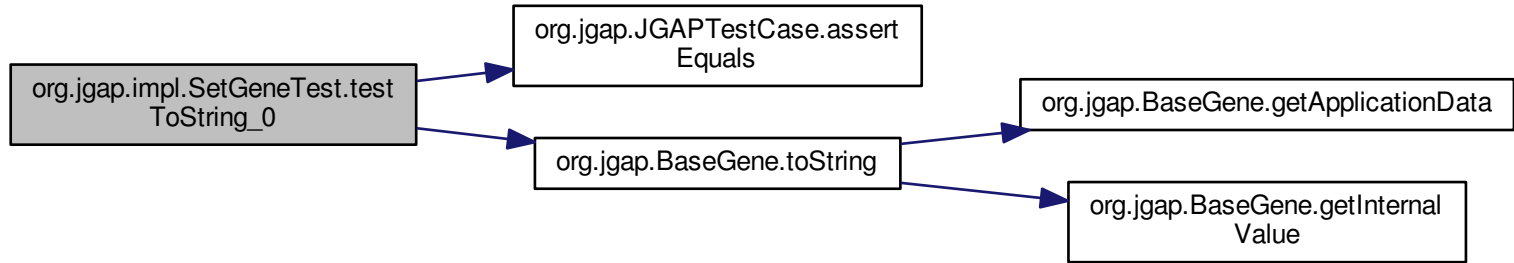 org.jgap.impl.SetGeneTest.test
ToString_0
org.jgap.JGAPTestCase.assert
Equals
org.jgap.BaseGene.toString
org.jgap.BaseGene.getApplicationData
org.jgap.BaseGene.getInternal
Value